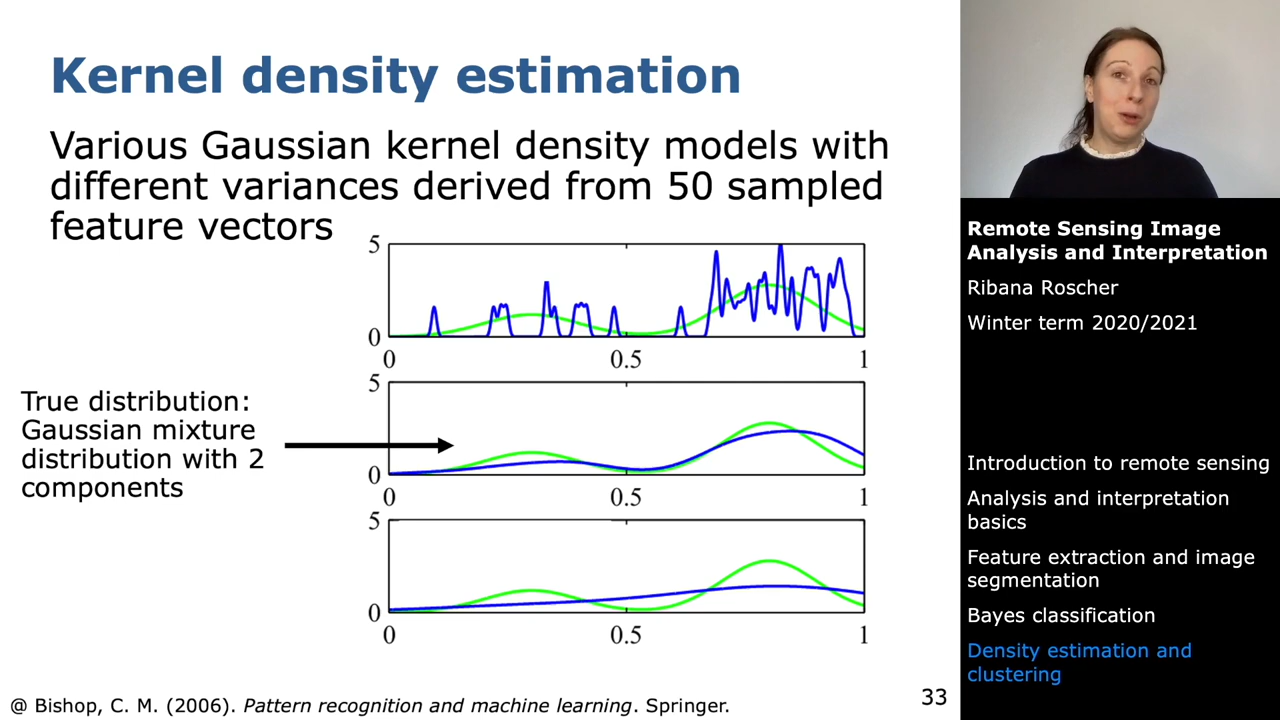 Kernel density estimation
Various Gaussian kernel density models with
different variances derived from 50 sampled
feature vectors
5
0
0 0.5 1
True distribution:
Gaussian mixture
distribution with 2
components
5
0
0 0.5 1
5
0
0 0.5 1
@ Bishop, C. M. (2006). Pattern recognition and machine learning. Springer.
33
Remote Sensing Image
Analysis and Interpretation
Ribana Roscher
Winter term 2020/2021
Introduction to remote sensing
Analysis and interpretation
basics
Feature extraction and image
segmentation
Bayes classification
Density estimation and
clustering